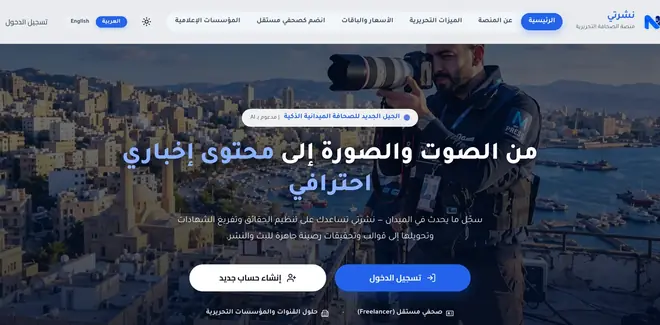 نشرتي
منصة الصحافة التحريرية
الرئيسية
عن المنصة
الميزات التحريرية
الأسعار والباقات
انضم كصحفي مستقل
المؤسسات الإعلامية
العربية
English
تسجيل الدخول
الجيل الجديد للصحافة الميدانية الذكية | مدعوم بـ AI
من الصوت والصورة إلى محتوى إخباري
احترافي
سجّل ما يحدث في الميدان — نشرتي تساعدك على تنظيم الحقائق وتفريغ الشهادات
وتحويلها إلى قوالب وتحقيقات رصينة جاهزة للبث والنشر.
تسجيل الدخول
إنشاء حساب جديد
صحفي مستقل (Freelancer)
حلول القنوات والمؤسسات التحريرية
PRESS